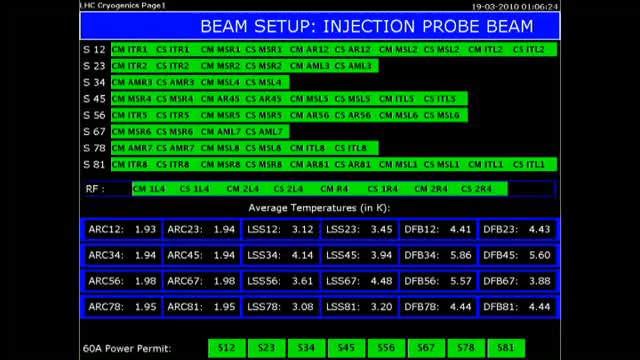 LHC Cryogenics Page1 19-03-2010 01:06:24
BEAM SETUP: INJECTION PROBE BEAM
S 12 CM ITR1 CS ITR1 CM MSR1 CS MSR1 CM AR12 CS AR12 CM MSL2 CS MSL2 CM ITL2 CS ITL2
S 23 CM ITR2 CS ITR2 CM MSR2 CS MSR2 CM AML3 CS AML3
S 34 CM AMR3 CS AMR3 CM MSL4 CS MSL4
S 45 CM MSR4 CS MSR4 CM AR45 CS AR45 CM MSL5 CS MSL5 CM ITL5 CS ITL5
S 56 CM ITR5 CS ITR5 CM MSR5 CS MSR5 CM AR56 CS AR56 CM MSL6 CS MSL6
S 67 CM MSR6 CS MSR6 CM AML7 CS AML7
S 78 CM AMR7 CS AMR7 CM MSL8 CS MSL8 CM ITL8 CS ITL8
S 81 CM ITR8 CS ITR8 CM MSR8 CS MSR8 CM AR81 CS AR81 CM MSL1 CS MSL1 CM ITL1 CS ITL1
RF : CM 1L4 CS 1L4 CM 2L4 CS 2L4 CM R4 CS 1R4 CM 2R4 CS 2R4
Average Temperatures (in K):
ARC12: 1.93 ARC23: 1.94 LSS12: 3.12 LSS23: 3.45 DFB12: 4.41 DFB23: 4.43
ARC34: 1.94 ARC45: 1.94 LSS34: 4.14 LSS45: 3.94 DFB34: 5.86 DFB45: 5.60
ARC56: 1.98 ARC67: 1.98 LSS56: 3.61 LSS67: 4.48 DFB56: 5.57 DFB67: 3.88
ARC78: 1.95 ARC81: 1.95 LSS78: 3.08 LSS81: 3.20 DFB78: 4.44 DFB81: 4.44
60A Power Permit: S12 S23 S34 S45 S56 S67 S78 S81